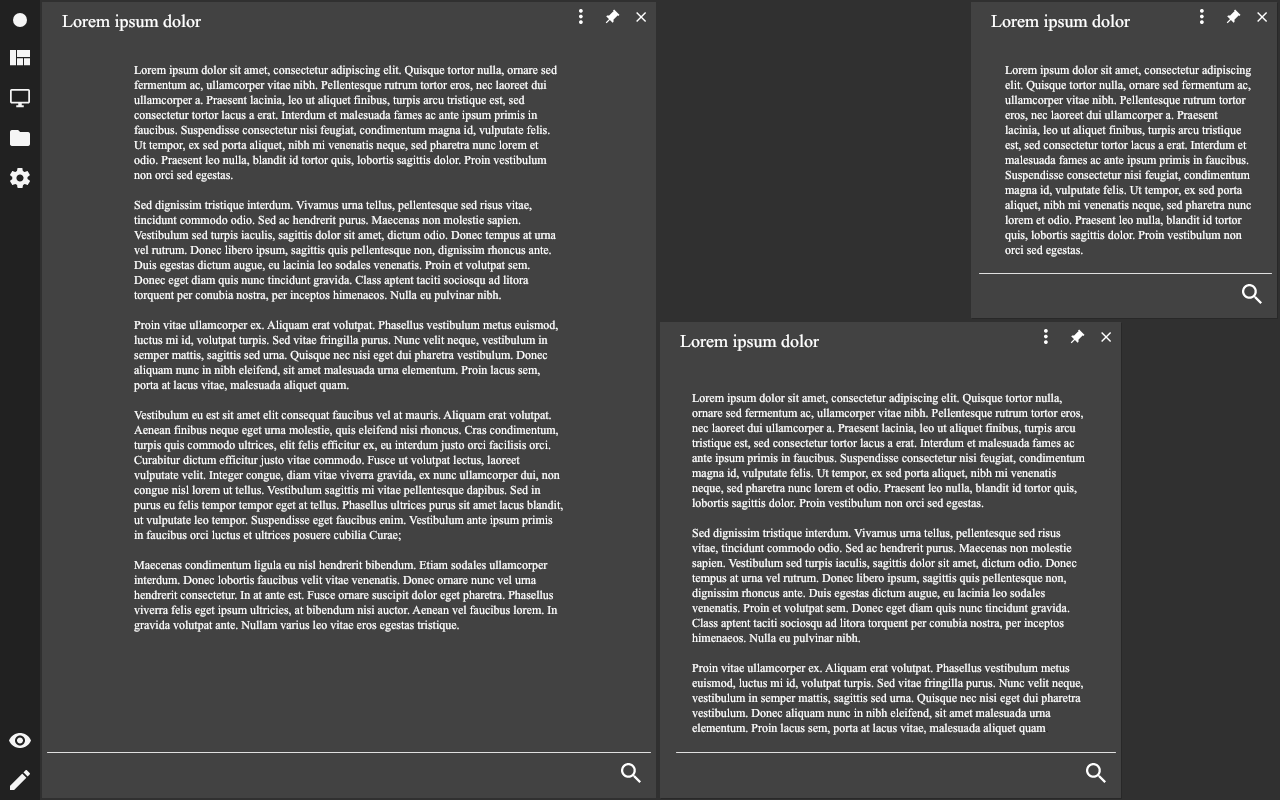 Lorem ipsum dolor
Lorem ipsum dolor sit amet, consectetur adipiscing elit. Quisque tortor nulla, ornare sed
fermentum ac, ullamcorper vitae nibh. Pellentesque rutrum tortor eros, nec laoreet dui
ullamcorper a. Praesent lacinia, leo ut aliquet finibus, turpis arcu tristique est, sed
consectetur tortor lacus a erat. Interdum et malesuada fames ac ante ipsum primis in
faucibus. Suspendisse consectetur nisi feugiat, condimentum magna id, vulputate felis.
Ut tempor, ex sed porta aliquet, nibh mi venenatis neque, sed pharetra nunc lorem et
odio. Praesent leo nulla, blandit id tortor quis, lobortis sagittis dolor. Proin vestibulum
non orci sed egestas.
Sed dignissim tristique interdum. Vivamus urna tellus, pellentesque sed risus vitae,
tincidunt commodo odio. Sed ac hendrerit purus. Maecenas non molestie sapien.
Vestibulum sed turpis iaculis, sagittis dolor sit amet, dictum odio. Donec tempus at urna
vel rutrum. Donec libero ipsum, sagittis quis pellentesque non, dignissim rhoncus ante.
Duis egestas dictum augue, eu lacinia leo sodales venenatis. Proin et volutpat sem.
Donec eget diam quis nunc tincidunt gravida. Class aptent taciti sociosqu ad litora
torquent per conubia nostra, per inceptos himenaeos. Nulla eu pulvinar nibh.
Proin vitae ullamcorper ex. Aliquam erat volutpat. Phasellus vestibulum metus euismod,
luctus mi id, volutpat turpis. Sed vitae fringilla purus. Nunc velit neque, vestibulum in
semper mattis, sagittis sed urna. Quisque nec nisi eget dui pharetra vestibulum. Donec
aliquam nunc in nibh eleifend, sit amet malesuada urna elementum. Proin lacus sem,
porta at lacus vitae, malesuada aliquet quam.
Vestibulum eu est sit amet elit consequat faucibus vel at mauris. Aliquam erat volutpat.
Aenean finibus neque eget urna molestie, quis eleifend nisi rhoncus. Cras condimentum,
turpis quis commodo ultrices, elit felis efficitur ex, eu interdum justo orci facilisis orci.
Curabitur dictum efficitur justo vitae commodo. Fusce ut volutpat lectus, laoreet
vulputate velit. Integer congue, diam vitae viverra gravida, ex nunc ullamcorper dui, non
congue nisl lorem ut tellus. Vestibulum sagittis mi vitae pellentesque dapibus. Sed in
purus eu felis tempor tempor eget at tellus. Phasellus ultrices purus sit amet lacus blandit,
ut vulputate leo tempor. Suspendisse eget faucibus enim. Vestibulum ante ipsum primis
in faucibus orci luctus et ultrices posuere cubilia Curae;
Maecenas condimentum ligula eu nisl hendrerit bibendum. Etiam sodales ullamcorper
interdum. Donec lobortis faucibus velit vitae venenatis. Donec ornare nunc vel urna
hendrerit consectetur. In at ante est. Fusce ornare suscipit dolor eget pharetra. Phasellus
viverra felis eget ipsum ultricies, at bibendum nisi auctor. Aenean vel faucibus lorem. In
gravida volutpat ante. Nullam varius leo vitae eros egestas tristique.
Lorem ipsum dolor
Lorem ipsum dolor sit amet, consectetur adipiscing
elit. Quisque tortor nulla, ornare sed fermentum ac,
ullamcorper vitae nibh. Pellentesque rutrum tortor
eros, nec laoreet dui ullamcorper a. Praesent
lacinia, leo ut aliquet finibus, turpis arcu tristique
est, sed consectetur tortor lacus a erat. Interdum et
malesuada fames ac ante ipsum primis in faucibus.
Suspendisse consectetur nisi feugiat, condimentum
magna id, vulputate felis. Ut tempor, ex sed porta
aliquet, nibh mi venenatis neque, sed pharetra nunc
lorem et odio. Praesent leo nulla, blandit id tortor
quis, lobortis sagittis dolor. Proin vestibulum non
orci sed egestas.
Lorem ipsum dolor
Lorem ipsum dolor sit amet, consectetur adipiscing elit. Quisque tortor nulla,
ornare sed fermentum ac, ullamcorper vitae nibh. Pellentesque rutrum tortor eros,
nec laoreet dui ullamcorper a. Praesent lacinia, leo ut aliquet finibus, turpis arcu
tristique est, sed consectetur tortor lacus a erat. Interdum et malesuada fames ac
ante ipsum primis in faucibus. Suspendisse consectetur nisi feugiat, condimentum
magna id, vulputate felis. Ut tempor, ex sed porta aliquet, nibh mi venenatis
neque, sed pharetra nunc lorem et odio. Praesent leo nulla, blandit id tortor quis,
lobortis sagittis dolor. Proin vestibulum non orci sed egestas.
Sed dignissim tristique interdum. Vivamus urna tellus, pellentesque sed risus
vitae, tincidunt commodo odio. Sed ac hendrerit purus. Maecenas non molestie
sapien. Vestibulum sed turpis iaculis, sagittis dolor sit amet, dictum odio. Donec
tempus at urna vel rutrum. Donec libero ipsum, sagittis quis pellentesque non,
dignissim rhoncus ante. Duis egestas dictum augue, eu lacinia leo sodales
venenatis. Proin et volutpat sem. Donec eget diam quis nunc tincidunt gravida.
Class aptent taciti sociosqu ad litora torquent per conubia nostra, per inceptos
himenaeos. Nulla eu pulvinar nibh.
Proin vitae ullamcorper ex. Aliquam erat volutpat. Phasellus vestibulum metus
euismod, luctus mi id, volutpat turpis. Sed vitae fringilla purus. Nunc velit neque,
vestibulum in semper mattis, sagittis sed urna. Quisque nec nisi eget dui pharetra
vestibulum. Donec aliquam nunc in nibh eleifend, sit amet malesuada urna
elementum. Proin lacus sem, porta at lacus vitae, malesuada aliquet quam